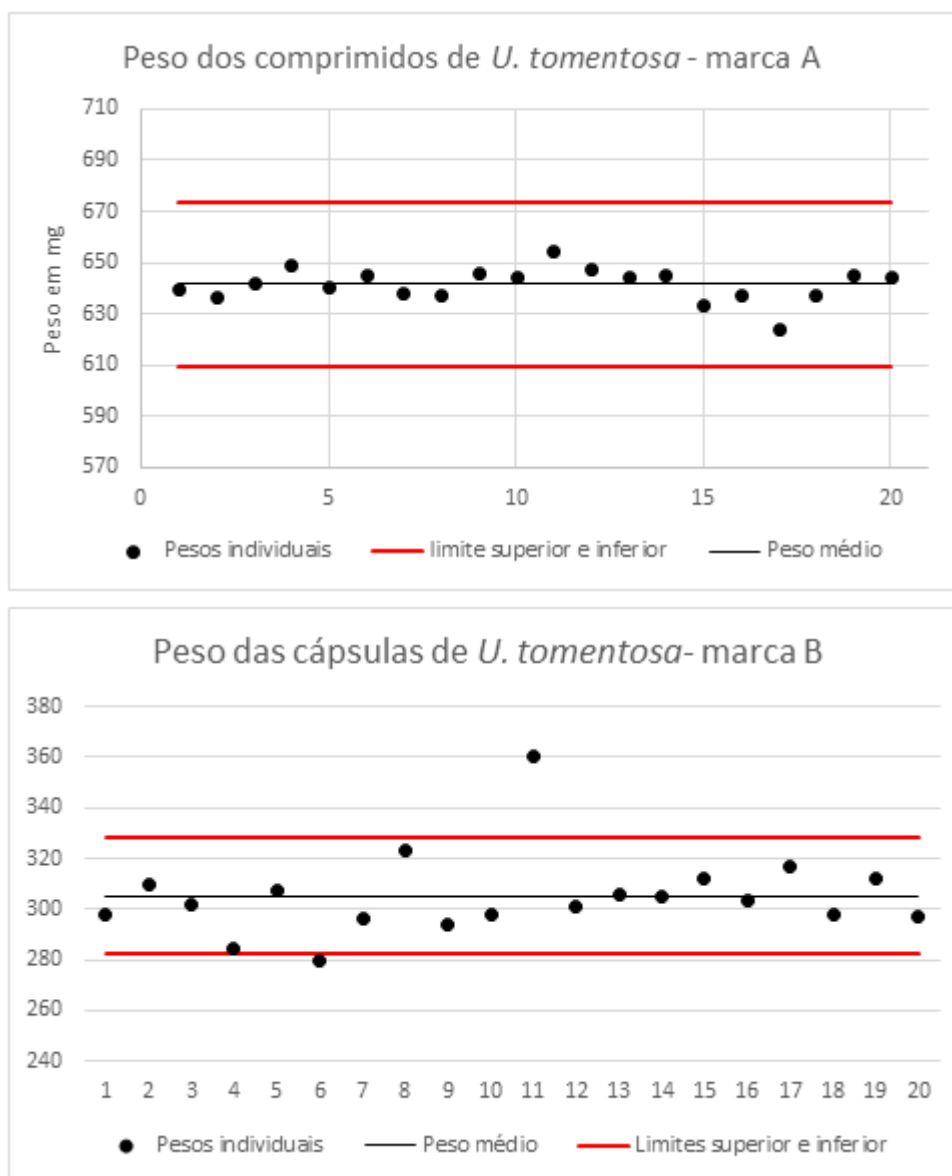 Peso dos comprimidos de U. tomentosa - marca A
710
690
670
650
630
610
590
570
Peso em mg
0 5 10 15 20
Pesos individuais limite superior e inferior Peso médio
Peso das cápsulas de U. tomentosa- marca B
380
360
340
320
300
280
260
240
1 2 3 4 5 6 7 8 9 10 11 12 13 14 15 16 17 18 19 20
Pesos individuais Peso médio Limites superior e inferior